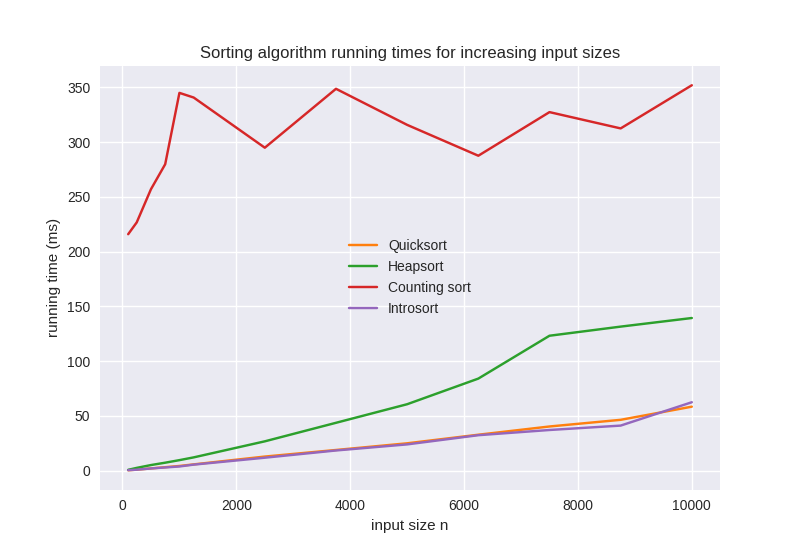 Sorting algorithm running times for increasing input sizes
350
300
250
200
150
100
50
0
running time (ms)
Quicksort
Heapsort
Counting sort
Introsort
0 2000 4000 6000 8000 10000
input size n